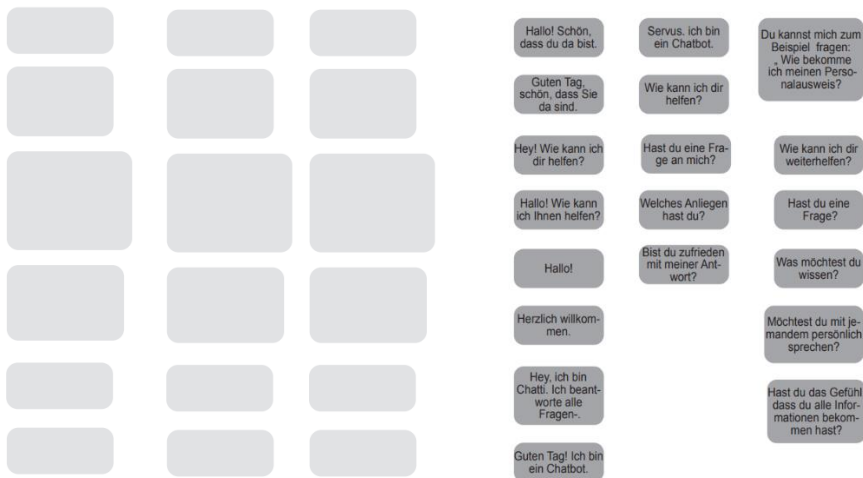 Hallo! Schön,
dass du da bist.
Guten Tag,
schön, dass Sie
da sind.
Hey! Wie kann ich
dir helfen?
Hallo! Wie kann
ich Ihnen helfen?
Hallo!
Herzlich willkom-
men.
Hey, ich bin
Chatti. Ich beant-
worte alle
Fragen-.
Guten Tag! Ich bin
ein Chatbot.
Servus. ich bin
ein Chatbot.
Wie kann ich dir
helfen?
Hast du eine Fra-
ge an mich?
Welches Anliegen
hast du?
Bist du zufrieden
mit meiner Ant-
wort?
Du kannst mich zum
Beispiel fragen:
„ Wie bekomme
ich meinen Perso-
nalausweis?
Wie kann ich dir
weiterhelfen?
Hast du eine
Frage?
Was möchtest du
wissen?
Möchtest du mit je-
mandem persönlich
sprechen?
Hast du das Gefühl
dass du alle Infor-
mationen bekom-
men hast?